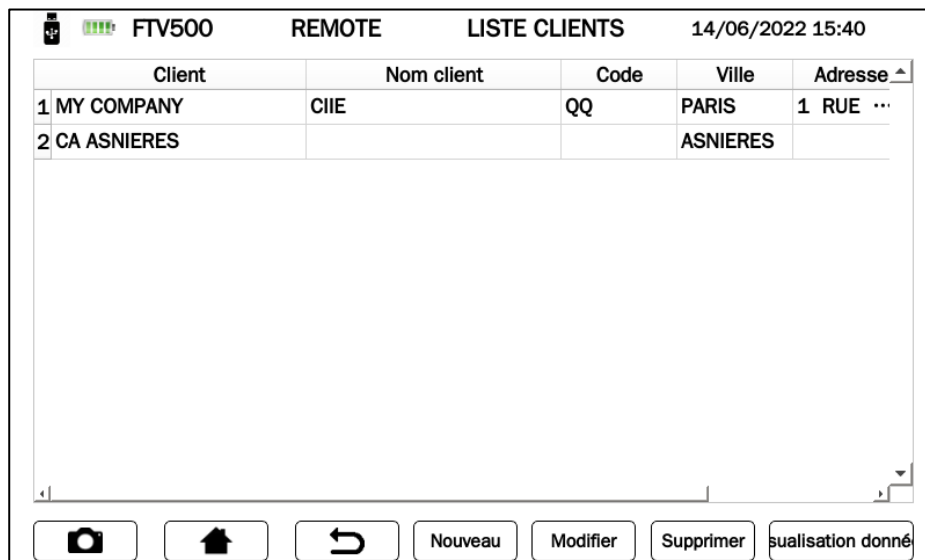 FTV500 REMOTE LISTE CLIENTS 14/06/2022 15:40
Client Nom client Code Ville Adresse
1 MY COMPANY CIIE QQ PARIS 1 RUE ...
2 CA ASNIERES ASNIERES
Nouveau Modifier Supprimer sualisation donné